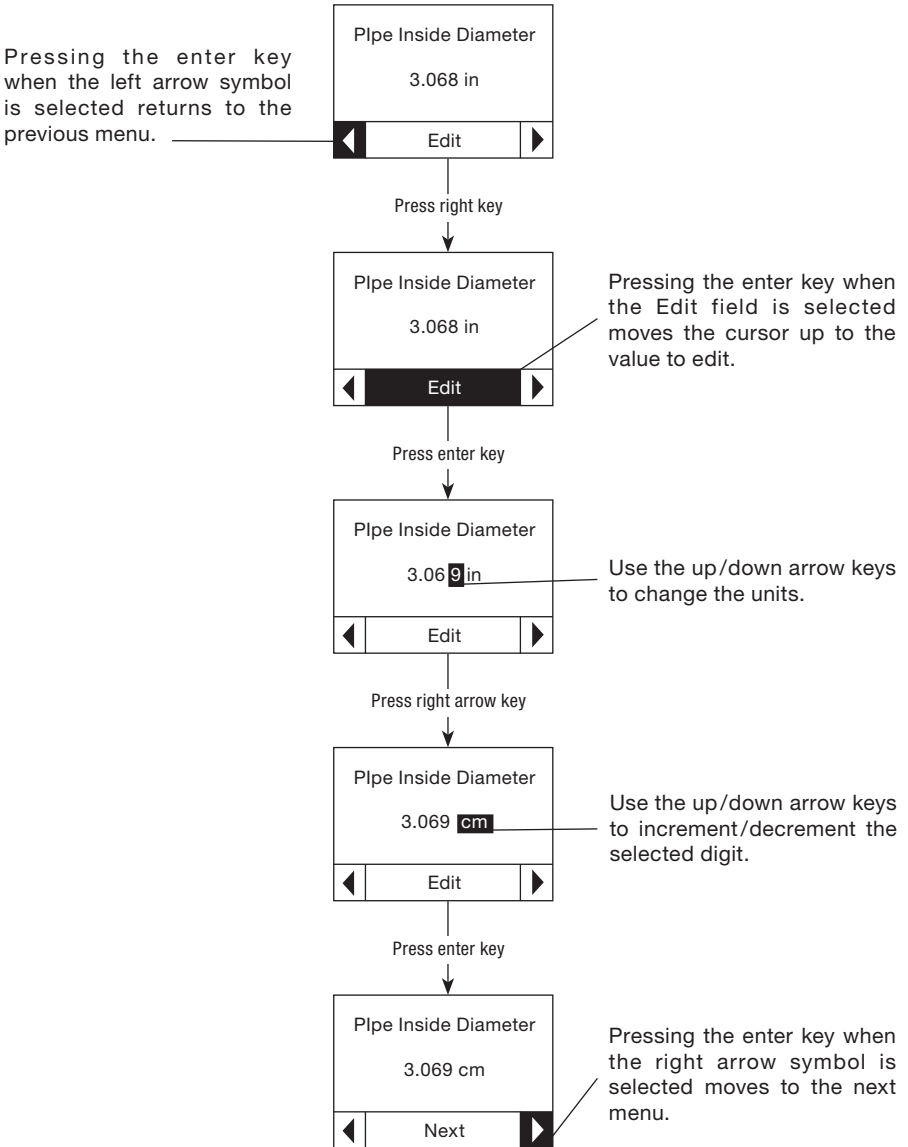 PIpe Inside Diameter
3.068 in
Edit
Pressing the enter key
when the left arrow symbol
is selected returns to the
previous menu.
Press right key
PIpe Inside Diameter
3.068 in
Edit
Pressing the enter key when
the Edit field is selected
moves the cursor up to the
value to edit.
Press enter key
PIpe Inside Diameter
3.06 9 in
Edit
Use the up/down arrow keys
to change the units.
Press right arrow key
PIpe Inside Diameter
3.069 cm
Edit
Use the up/down arrow keys
to increment/decrement the
selected digit.
Press enter key
PIpe Inside Diameter
3.069 cm
Next
Pressing the enter key when
the right arrow symbol is
selected moves to the next
menu.